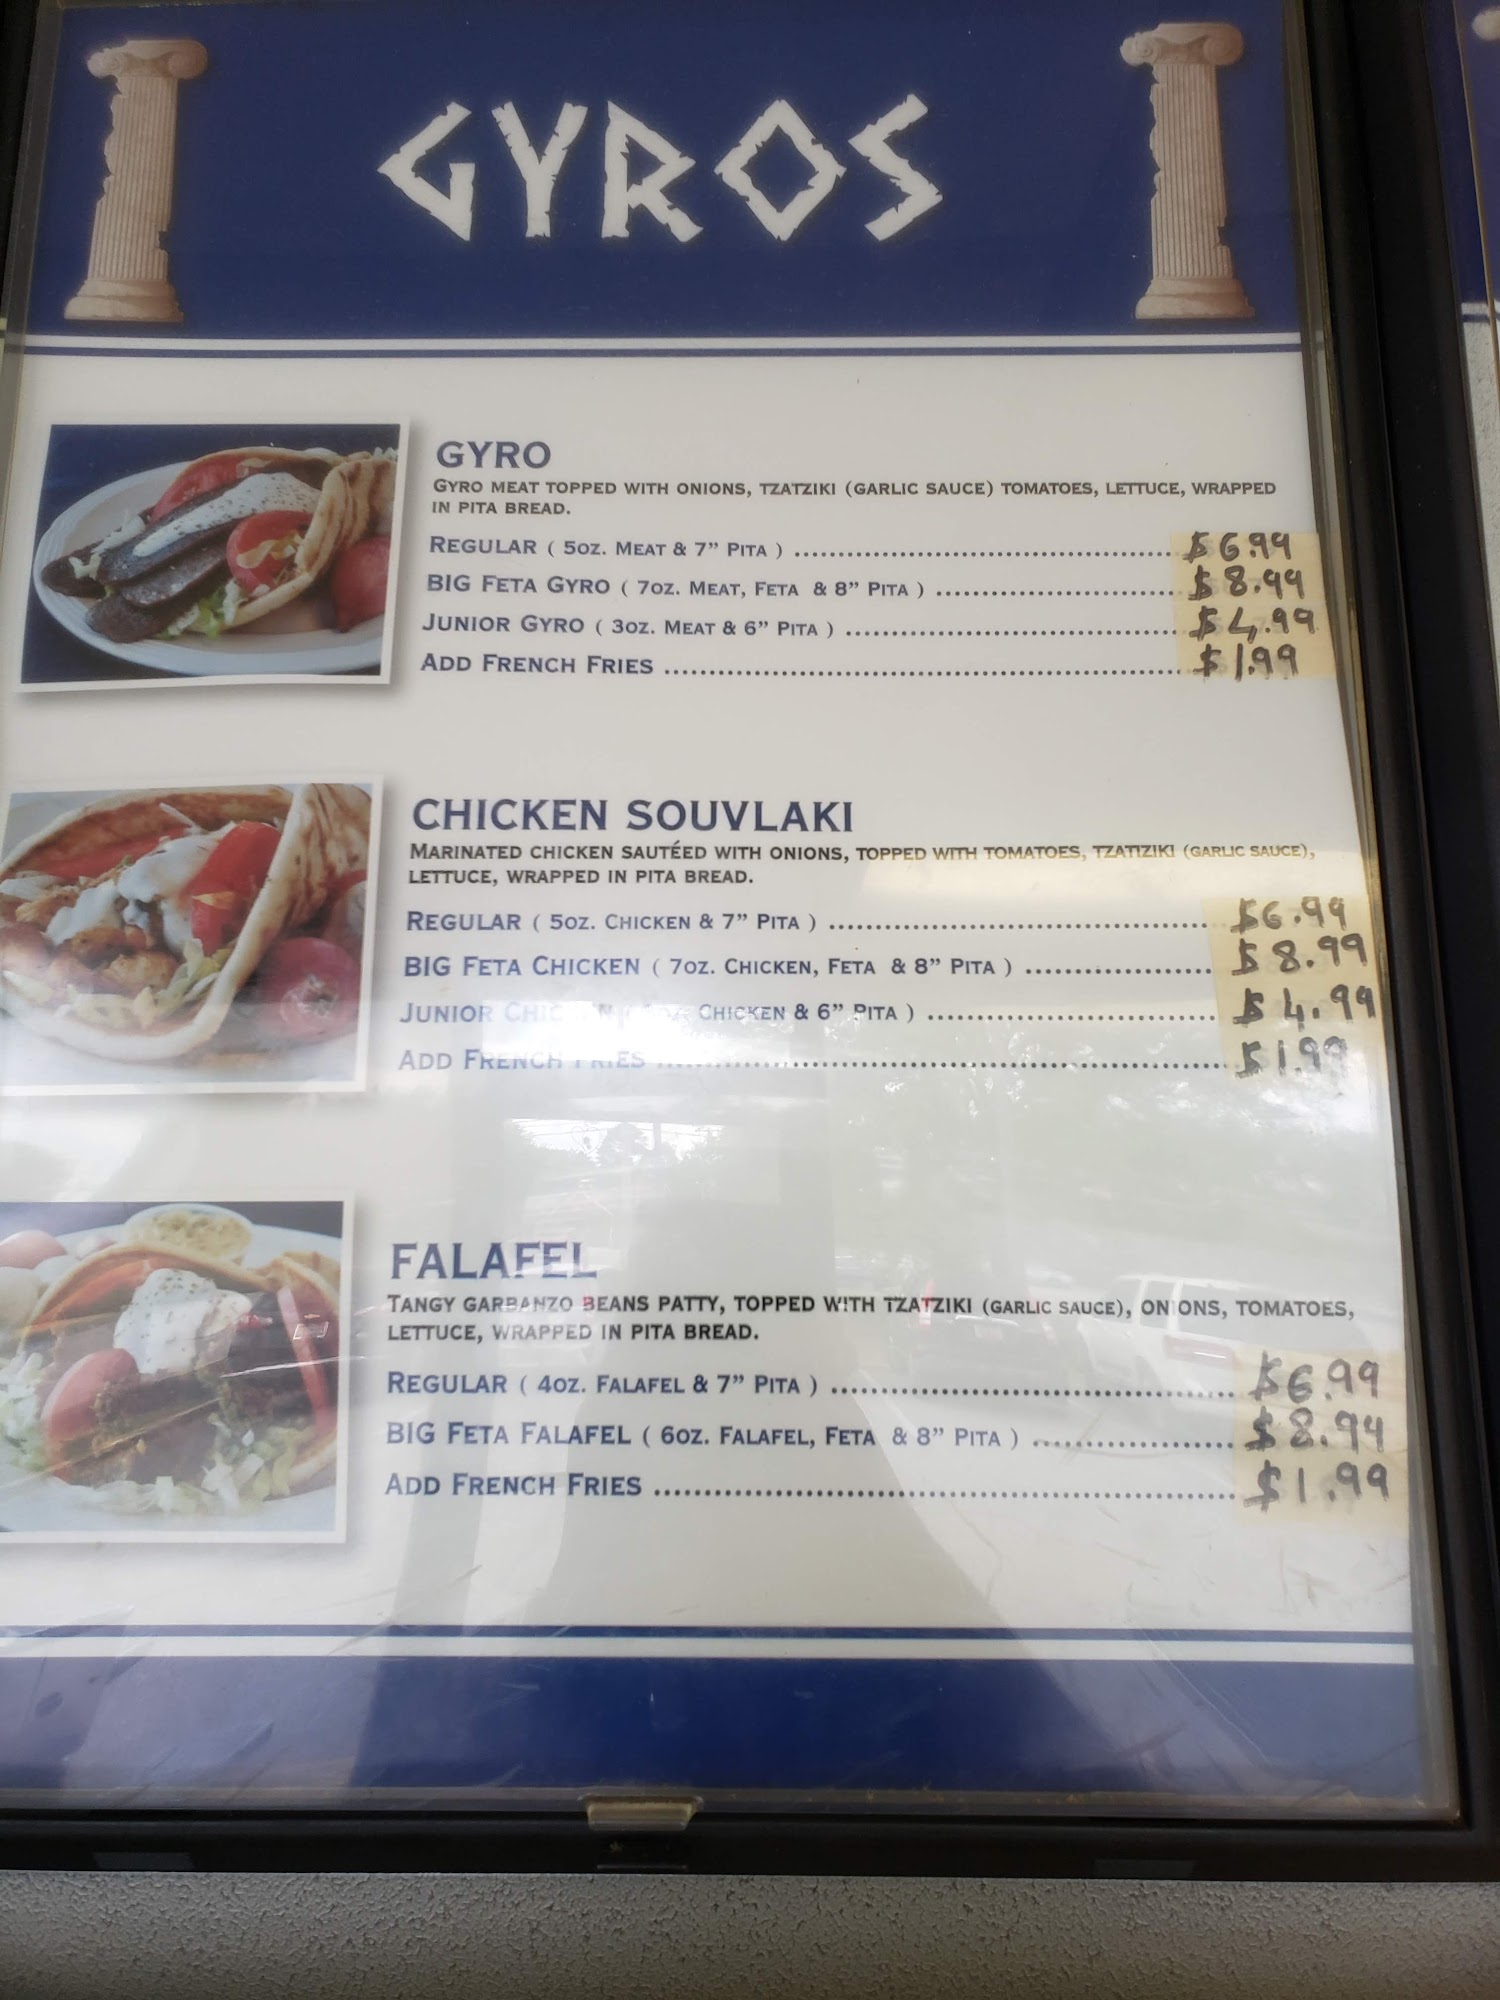 GYROS
GYRO
GYRO MEAT TOPPED WITH ONIONS, TZATZIKI (GARLIC SAUCE) TOMATOES, LETTUCE, WRAPPED
IN PITA BREAD.
REGULAR ( 5OZ. MEAT & 7" PITA ) ........................................ $6.99
BIG FETA GYRO ( 7OZ. MEAT, FETA & 8" PITA ) ......................... $8.99
JUNIOR GYRO ( 3OZ. MEAT & 6" PITA ) ................................... $4.99
ADD FRENCH FRIES ...................................................... $1.99
CHICKEN SOUVLAKI
MARINATED CHICKEN SAUTÉED WITH ONIONS, TOPPED WITH TOMATOES, TZATIZIKI (GARLIC SAUCE),
LETTUCE, WRAPPED IN PITA BREAD.
REGULAR ( 5OZ. CHICKEN & 7" PITA ) ..................................... $6.99
BIG FETA CHICKEN ( 7OZ. CHICKEN, FETA & 8" PITA ) ................... $8.99
JUNIOR CHICKEN ( CHICKEN & 6" PITA ) ............................. $4.99
ADD FRENCH FRIES ...................................................... $1.99
FALAFEL
TANGY GARBANZO BEANS PATTY, TOPPED WITH TZATZIKI (GARLIC SAUCE), ONIONS, TOMATOES,
LETTUCE, WRAPPED IN PITA BREAD.
REGULAR ( 4OZ. FALAFEL & 7" PITA ) ..................................... $6.99
BIG FETA FALAFEL ( 6OZ. FALAFEL, FETA & 8" PITA ) .................... $8.99
ADD FRENCH FRIES ...................................................... $1.99